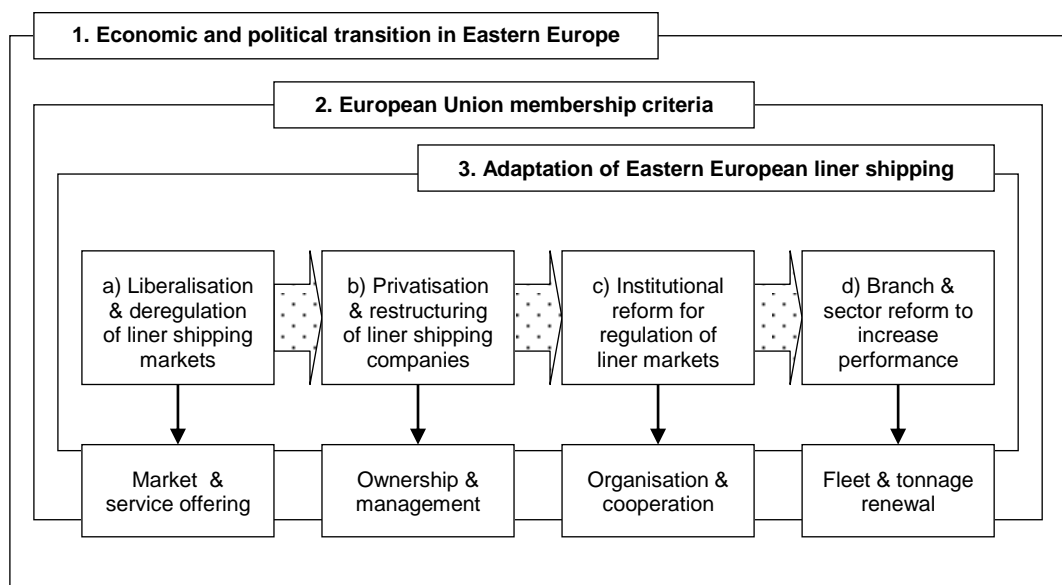 1. Economic and political transition in Eastern Europe
2. European Union membership criteria
3. Adaptation of Eastern European liner shipping
a) Liberalisation
& deregulation
of liner shipping
markets
b) Privatisation
& restructuring
of liner shipping
companies
c) Institutional
reform for
regulation of
liner markets
d) Branch &
sector reform to
increase
performance
Market &
service offering
Ownership &
management
Organisation &
cooperation
Fleet & tonnage
renewal